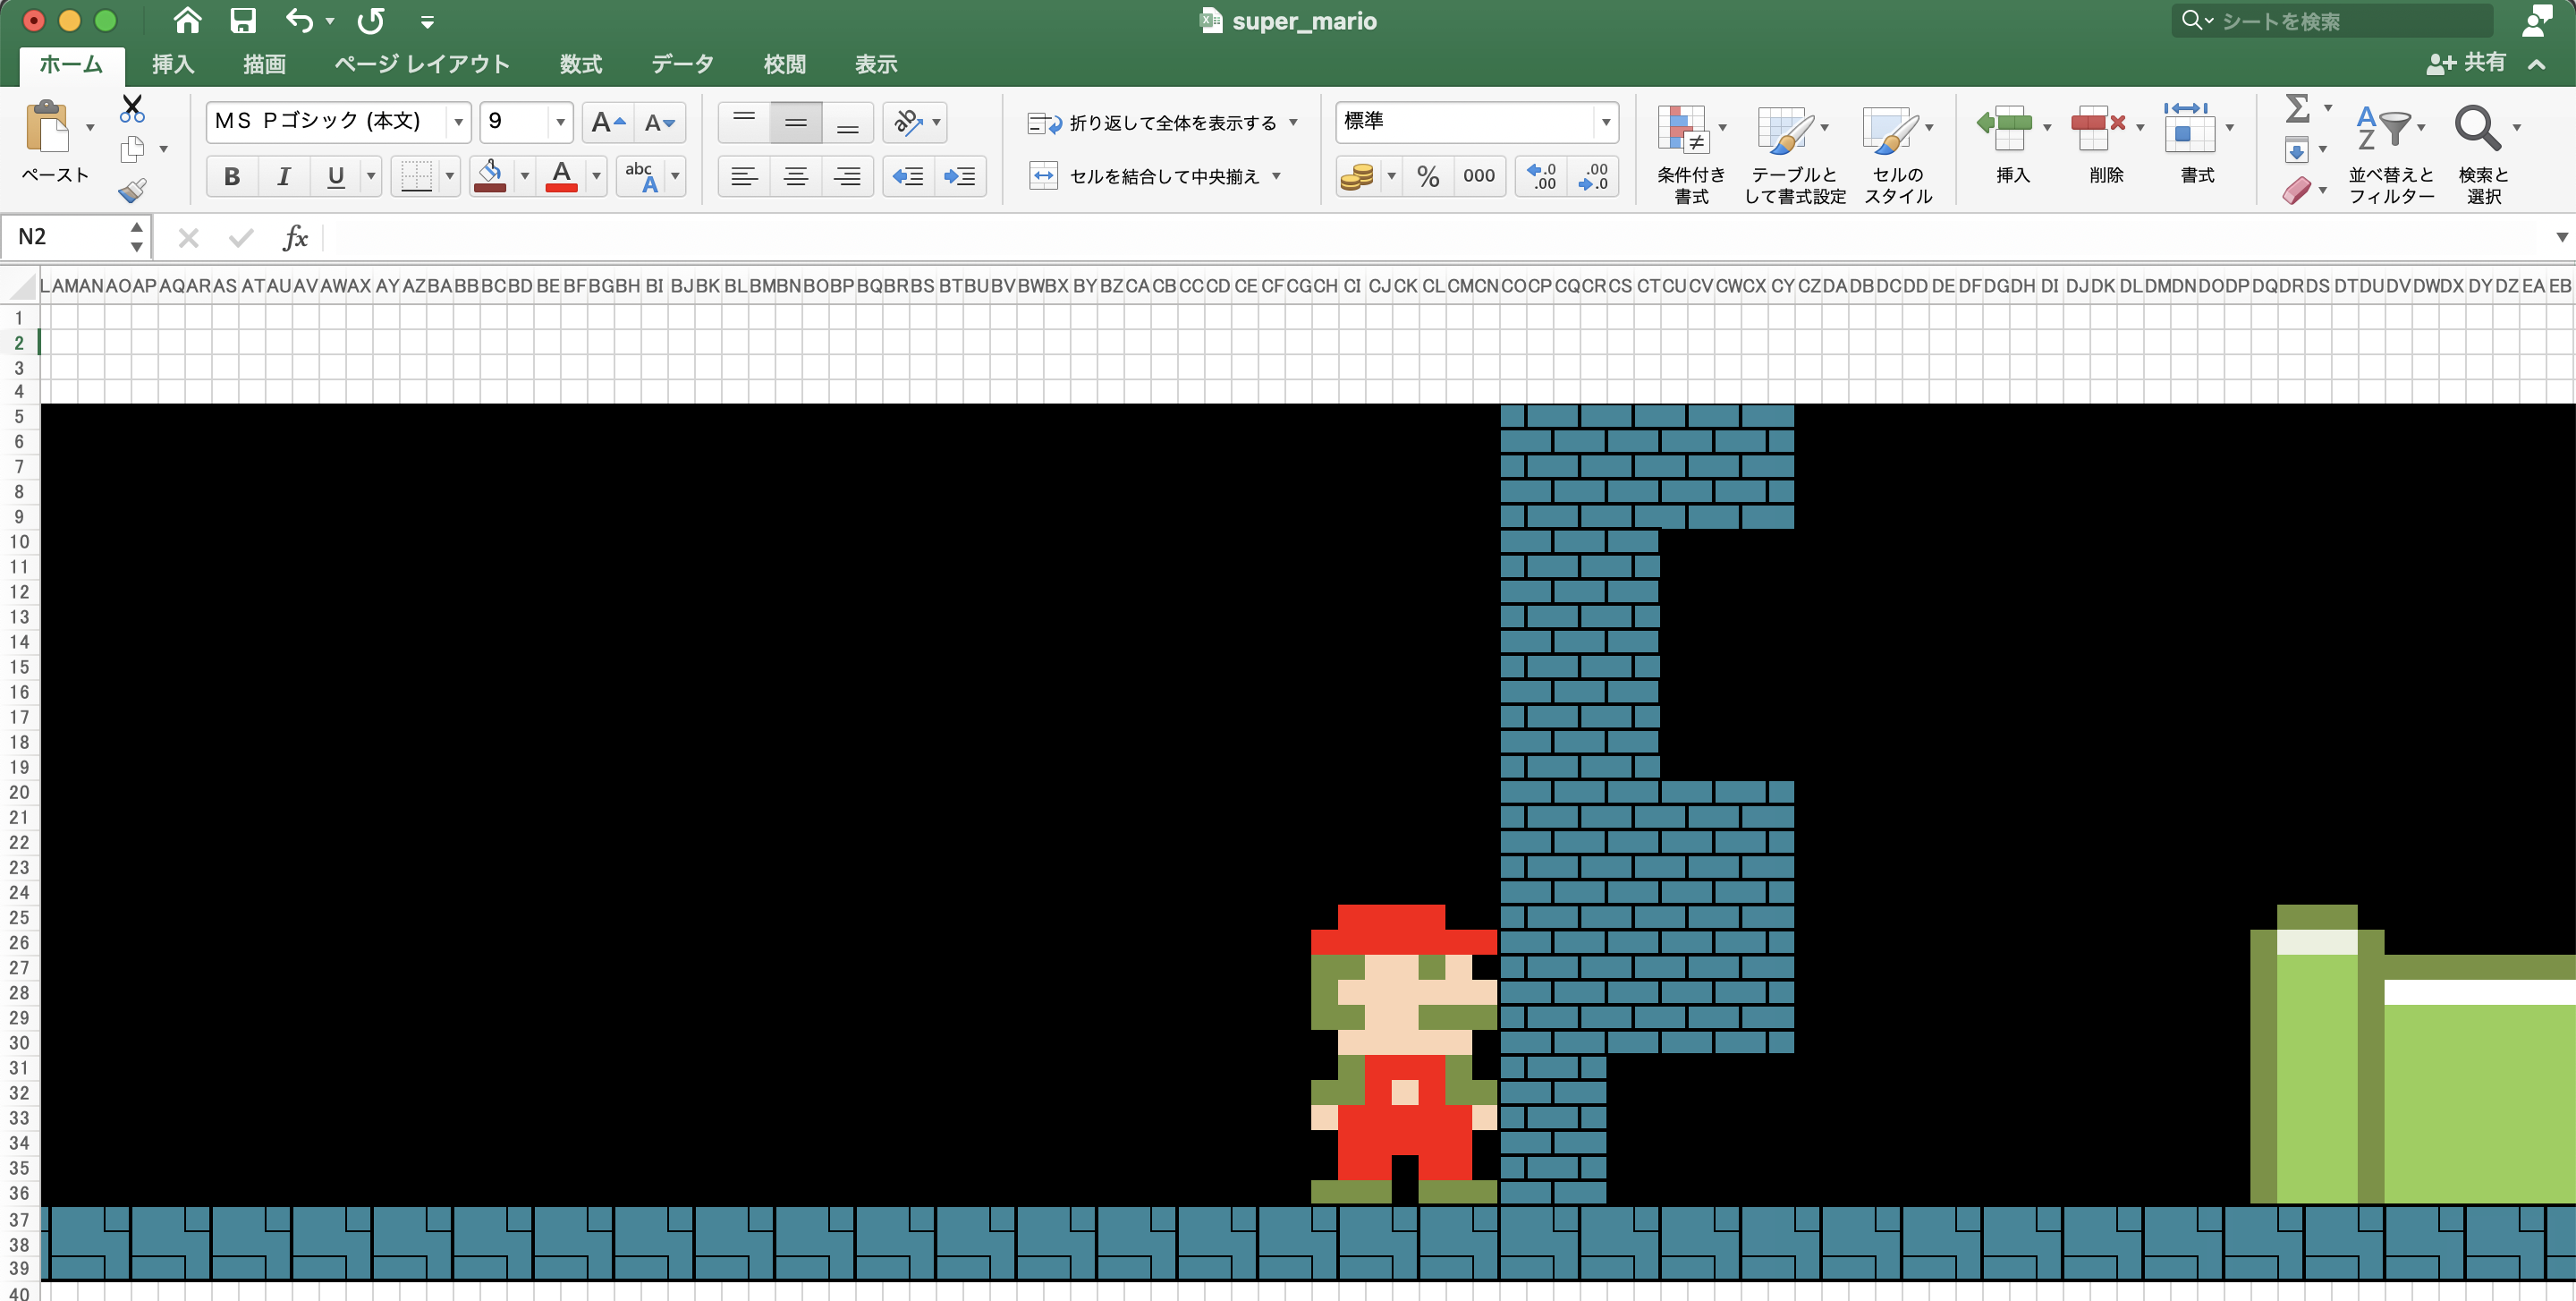 super_mario
シートを検索
ホーム 挿入 描画 ページ レイアウト 数式 データ 校閲 表示 共有
MS Pゴシック (本文) 9 A A
ab
折り返して全体を表示する
標準
ペースト
B I U A
abc A
セルを結合して中央揃え
% 000 .0 .00 .00 .0
条件付き書式
テーブルとして書式設定
セルのスタイル
挿入 削除 書式
Σ
A Z
並べ替えとフィルター
検索と選択
N2
fx
L AM AN AO AP AQ AR AS AT AU AV AW AX AY AZ BA BB BC BD BE BF BG BH BI BJ BK BL BM BN BO BP BQ BR BS BT BU BV BW BX BY BZ CA CB CC CD CE CF CG CH CI CJ CK CL CM CN CO CP CQ CR CS CT CU CV CW CX CY CZ DA DB DC DD DE DF DG DH DI DJ DK DL DM DN DO DP DQ DR DS DT DU DV DW DX DY DZ EA EB
1
2
3
4
5
6
7
8
9
10
11
12
13
14
15
16
17
18
19
20
21
22
23
24
25
26
27
28
29
30
31
32
33
34
35
36
37
38
39
40